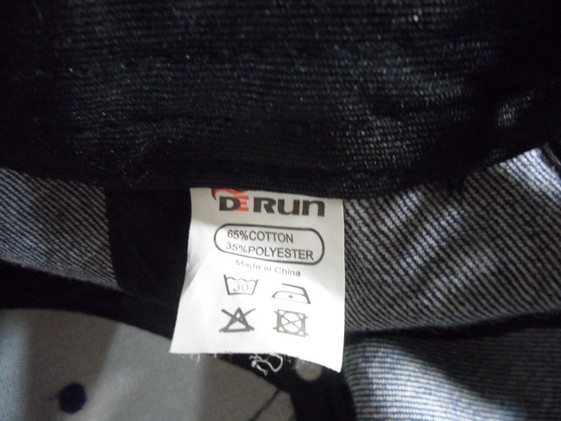 DERUN
65%COTTON
35%POLYESTER
Made in China
30